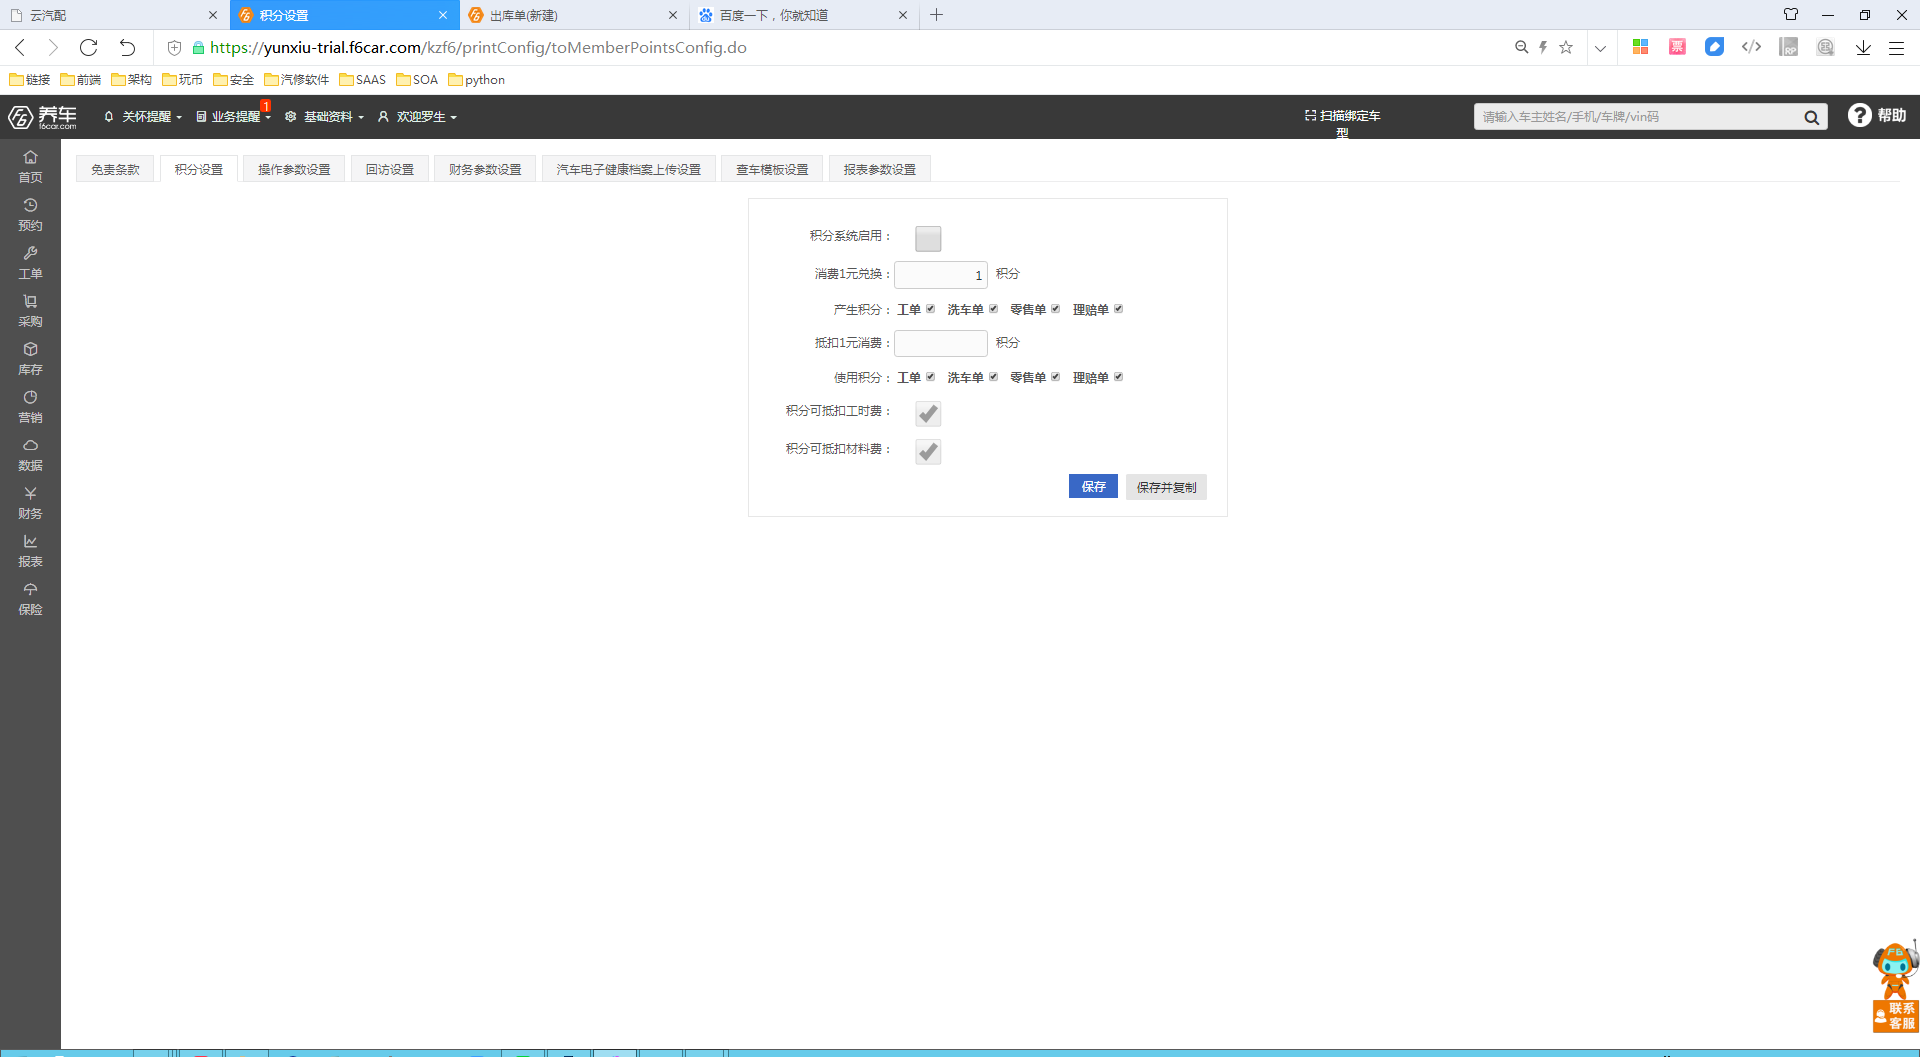 云汽配
积分设置
出库单(新建)
百度一下，你就知道
https://yunxiu-trial.f6car.com/kzf6/printConfig/toMemberPointsConfig.do
票
RP
链接 前端 架构 玩币 安全 汽修软件 SAAS SOA python
F6 养车 f6car.com
关怀提醒 业务提醒 1 基础资料 欢迎罗生
扫描绑定车
型
请输入车主姓名/手机/车牌/vin码
帮助
首页
预约
工单
采购
库存
营销
数据
财务
报表
保险
免责条款 积分设置 操作参数设置 回访设置 财务参数设置 汽车电子健康档案上传设置 查车模板设置 报表参数设置
积分系统启用：
消费1元兑换： 1 积分
产生积分： 工单 洗车单 零售单 理赔单
抵扣1元消费： 积分
使用积分： 工单 洗车单 零售单 理赔单
积分可抵扣工时费：
积分可抵扣材料费：
保存 保存并复制
F6
联系
客服